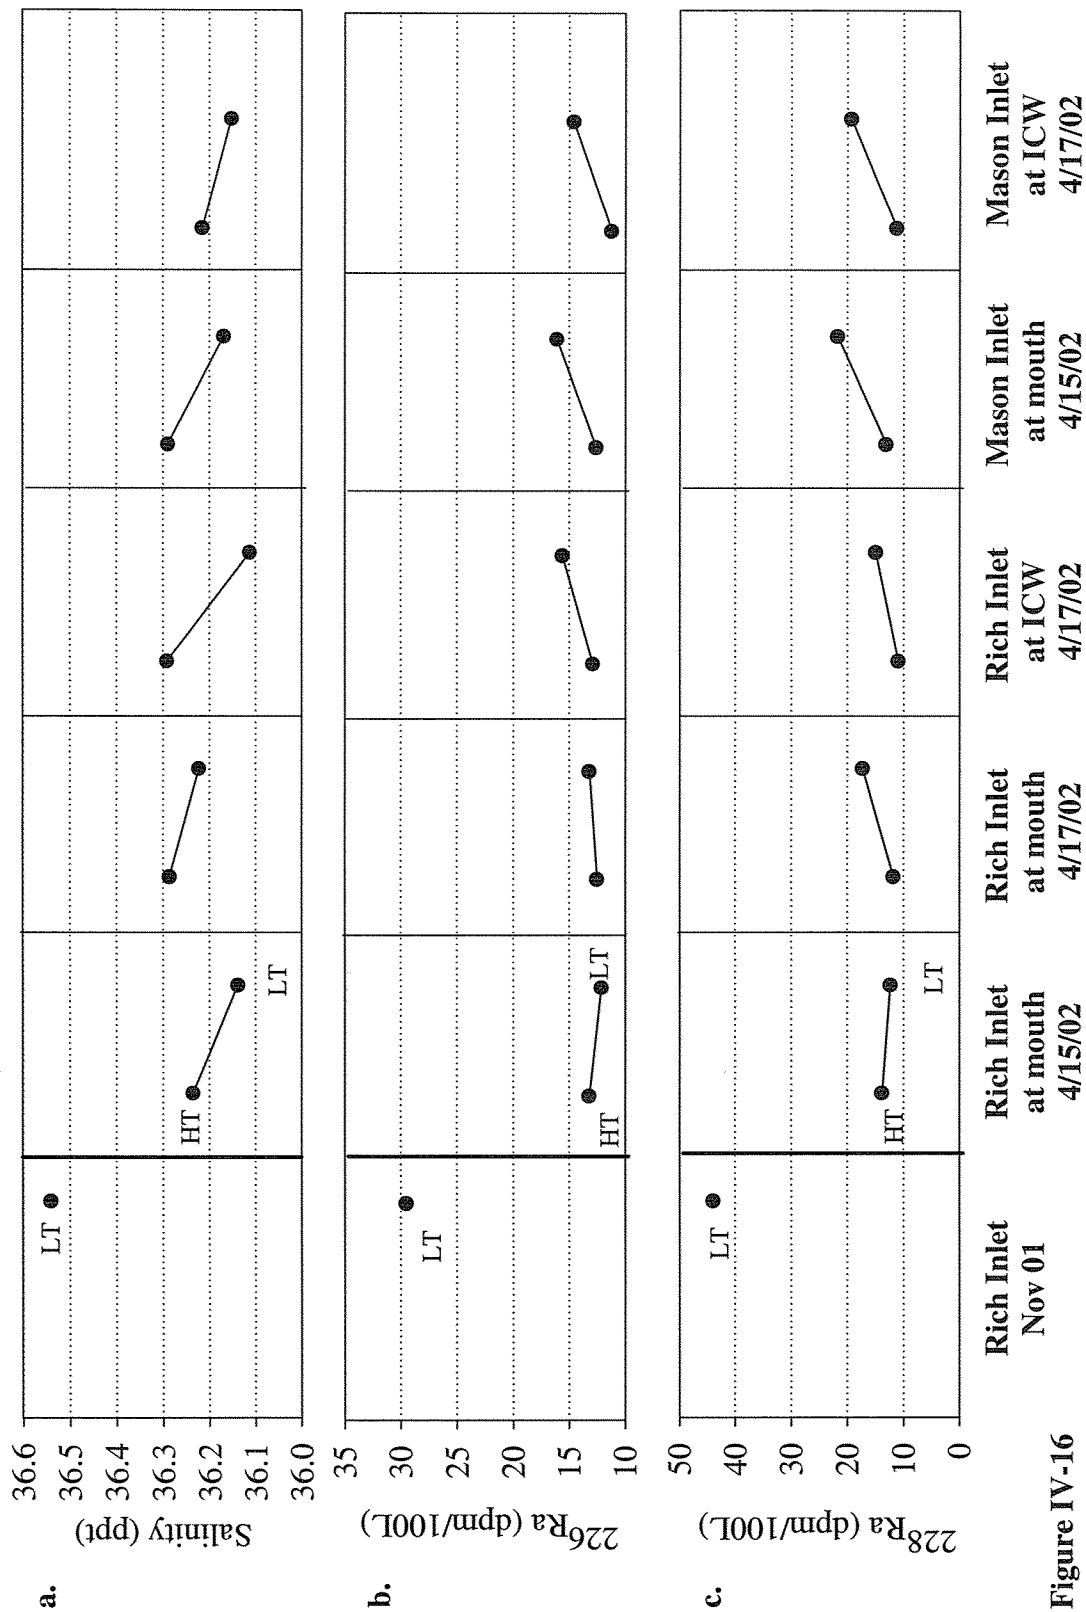 a.
Salinity (ppt)
36.6
36.5
36.4
36.3
36.2
36.1
36.0
LT
HT
LT
b.
226Ra (dpm/100L)
35
30
25
20
15
10
LT
HT
LT
c.
228Ra (dpm/100L)
50
40
30
20
10
0
LT
HT
LT
Rich Inlet
Nov 01
Rich Inlet
at mouth
4/15/02
Rich Inlet
at mouth
4/17/02
Rich Inlet
at ICW
4/17/02
Mason Inlet
at mouth
4/15/02
Mason Inlet
at ICW
4/17/02
Figure IV-16